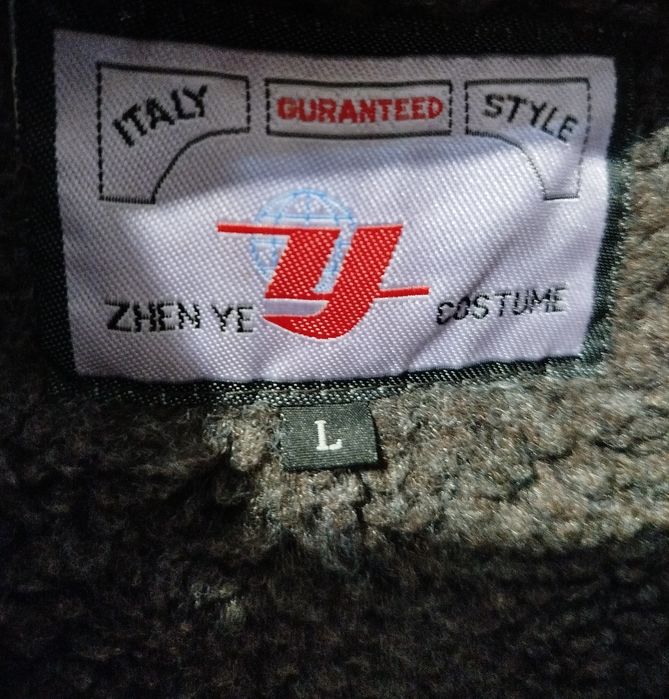 ITALY GURANTEED STYLE
ZHEN YE COSTUME
L